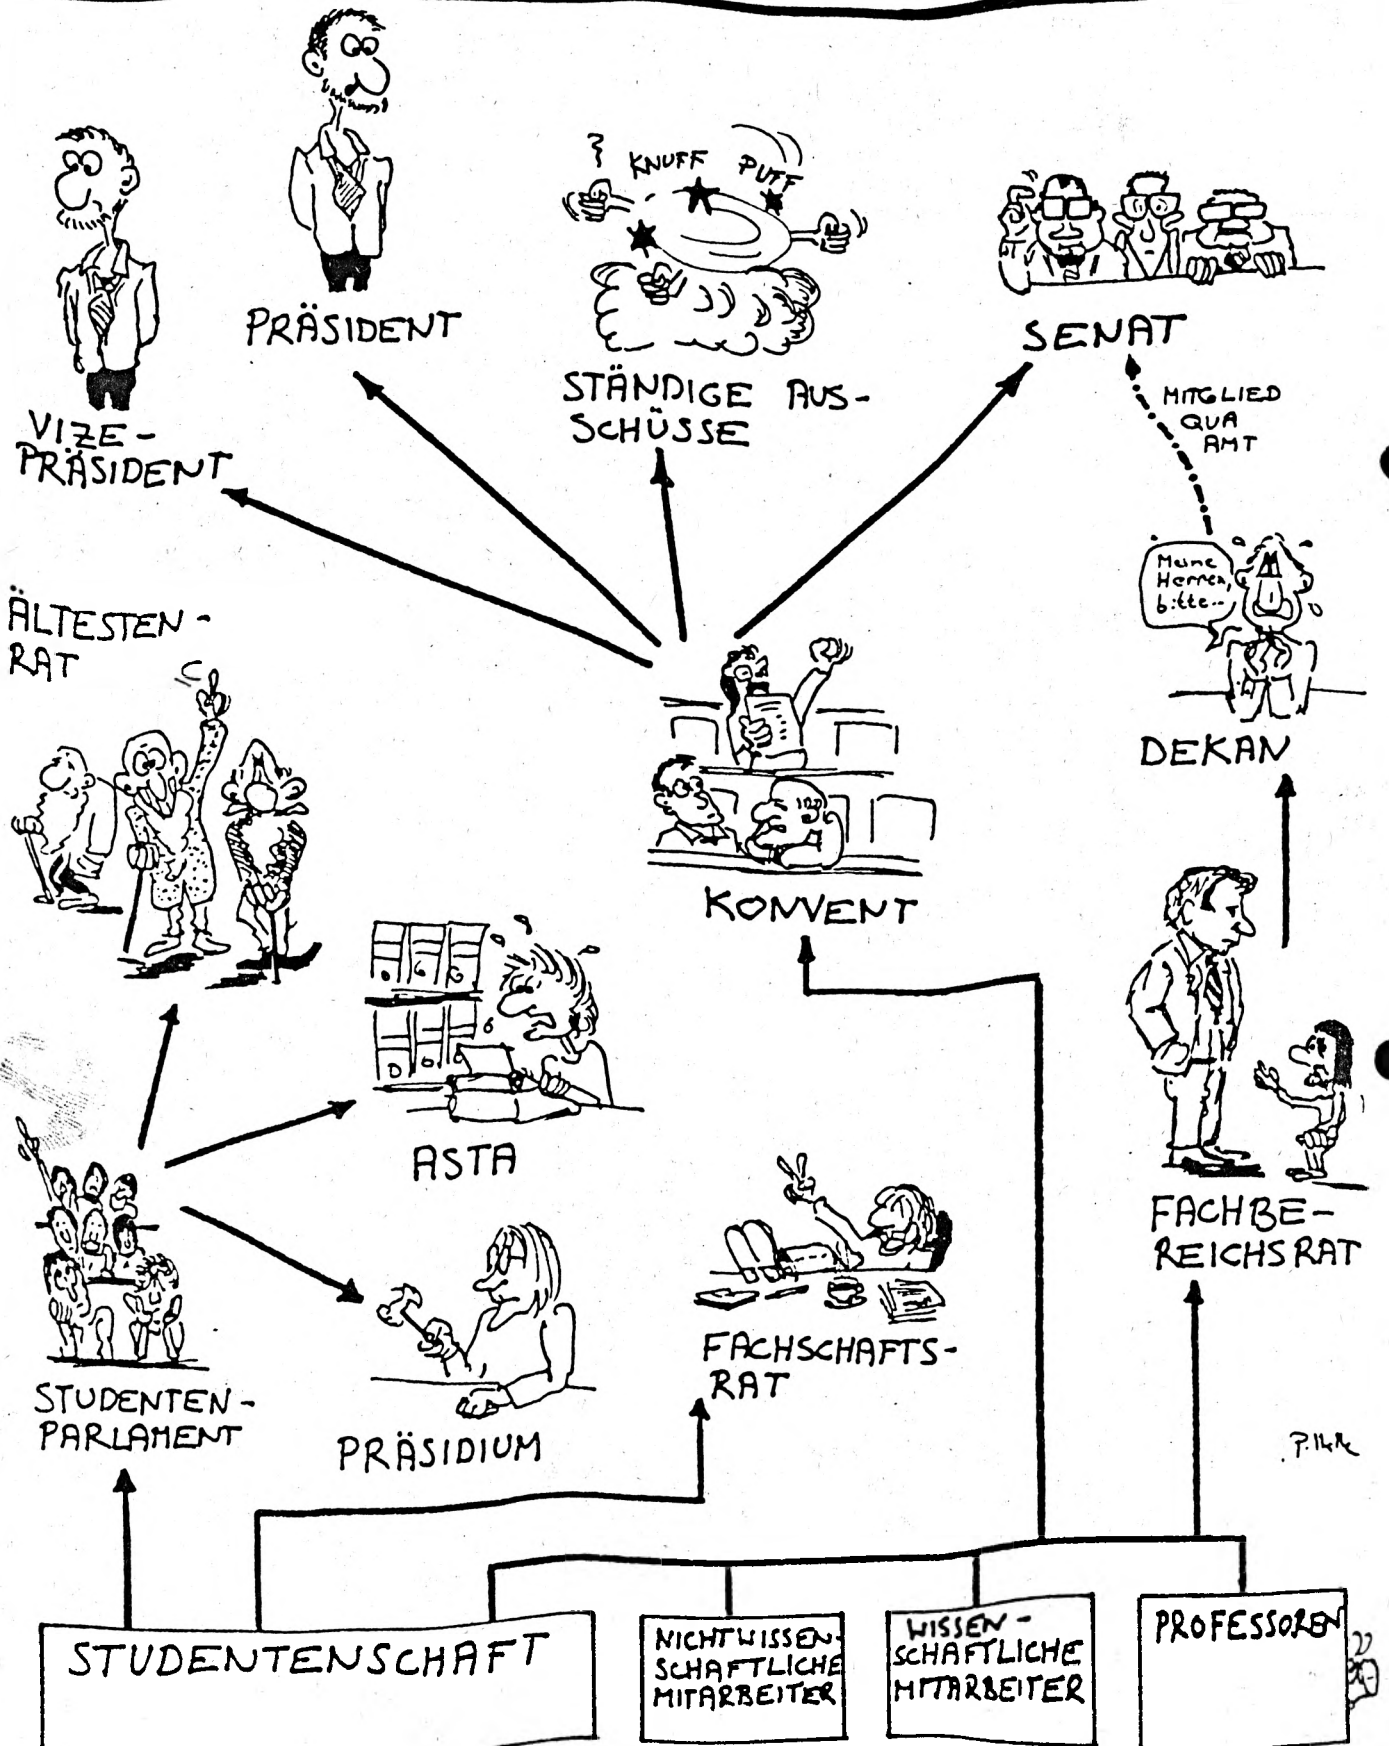 KNUFF PUFF
PRÄSIDENT
SENAT
STÄNDIGE AUS-
SCHÜSSE
MITGLIED
QUA
AMT
VIZE-
PRÄSIDENT
Meine
Herren,
bitte..
ÄLTESTEN-
RAT
DEKAN
KONVENT
ASTA
FACHBE-
REICHSRAT
FACHSCHAFTS-
RAT
STUDENTEN-
PARLAMENT
PRÄSIDIUM
STUDENTENSCHAFT
NICHTWISSEN-
SCHAFTLICHE
MITARBEITER
WISSEN-
SCHAFTLICHE
MITARBEITER
PROFESSOREN